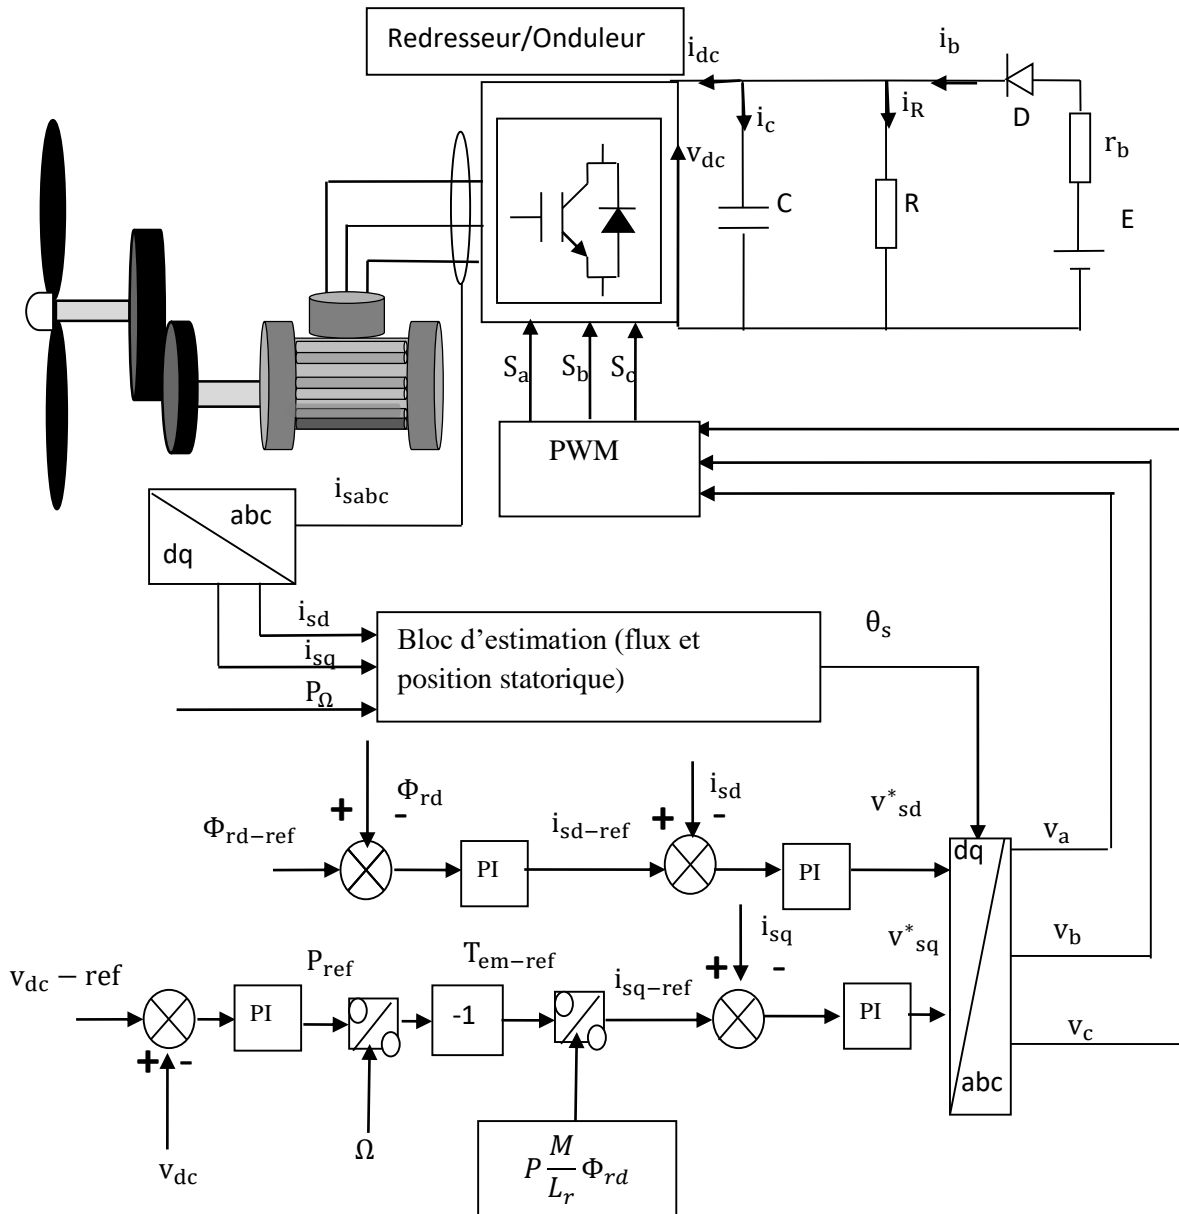 Redresseur/Onduleur
i_dc
i_b
i_c
i_R
D
r_b
v_dc
C
R
E
S_a
S_b
S_c
PWM
i_sabc
abc
dq
i_sd
i_sq
P_Ω
Bloc d'estimation (flux et
position statorique)
θ_s
Φ_rd
+
-
Φ_rd−ref
PI
i_sd−ref
i_sd
+
-
PI
v*_sd
dq
abc
v_a
v_b
v_c
i_sq
+
-
v*_sq
v_dc − ref
+
-
v_dc
PI
P_ref
Ω
-1
T_em−ref
i_sq−ref
PI
P M/L_r Φ_rd